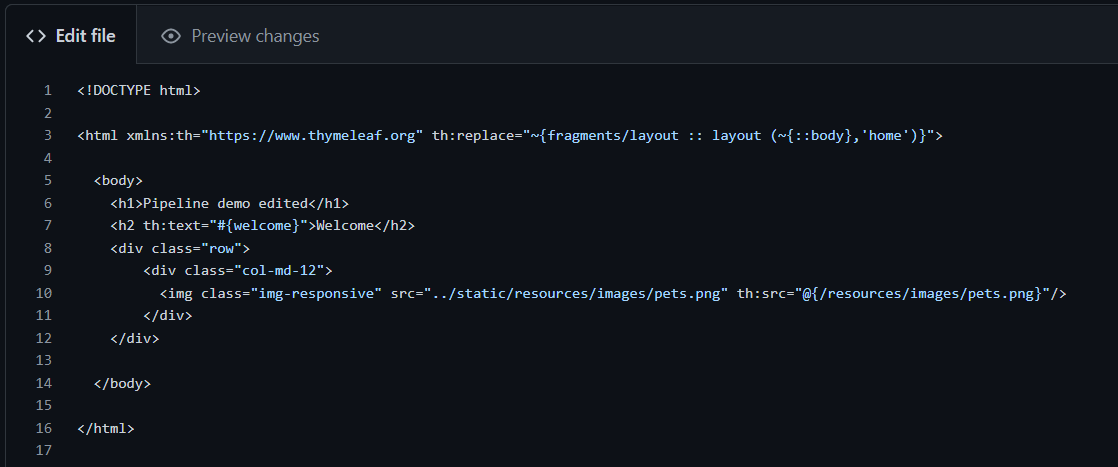 <> Edit file
Preview changes
1 <!DOCTYPE html>
2
3 <html xmlns:th="https://www.thymeleaf.org" th:replace="~{fragments/layout :: layout (~{::body},'home')}">
4
5 <body>
6 <h1>Pipeline demo edited</h1>
7 <h2 th:text="#{welcome}">Welcome</h2>
8 <div class="row">
9 <div class="col-md-12">
10 <img class="img-responsive" src="../static/resources/images/pets.png" th:src="@{/resources/images/pets.png}"/>
11 </div>
12 </div>
13
14 </body>
15
16 </html>
17